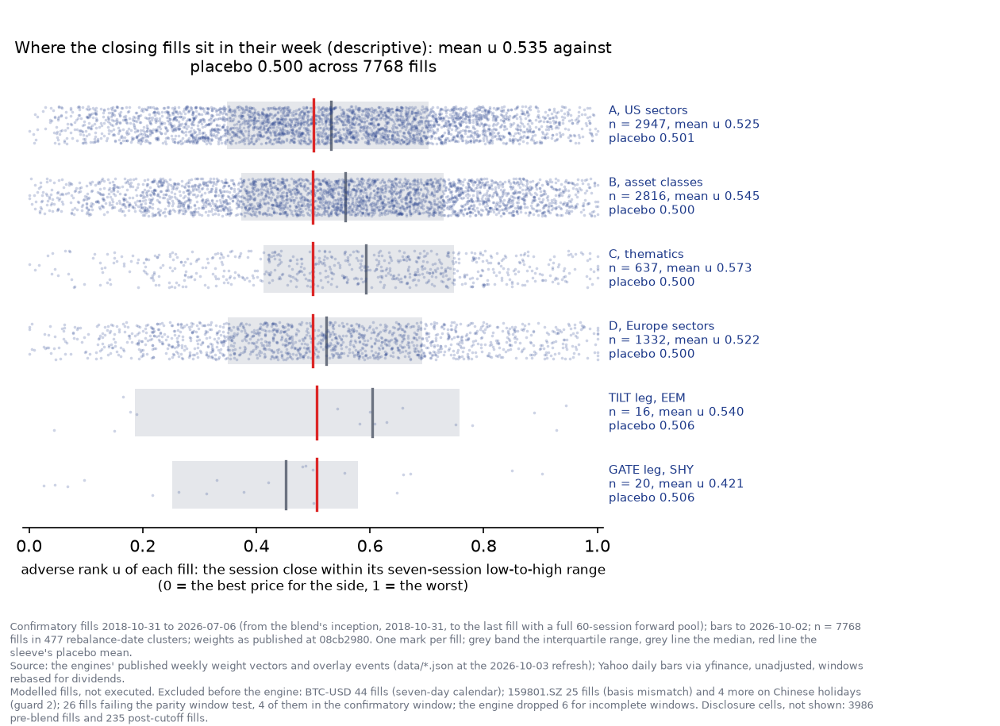 Where the closing fills sit in their week (descriptive): mean u 0.535 against
placebo 0.500 across 7768 fills
A, US sectors
n = 2947, mean u 0.525
placebo 0.501
B, asset classes
n = 2816, mean u 0.545
placebo 0.500
C, thematics
n = 637, mean u 0.573
placebo 0.500
D, Europe sectors
n = 1332, mean u 0.522
placebo 0.500
TILT leg, EEM
n = 16, mean u 0.540
placebo 0.506
GATE leg, SHY
n = 20, mean u 0.421
placebo 0.506
0.0 0.2 0.4 0.6 0.8 1.0
adverse rank u of each fill: the session close within its seven-session low-to-high range
(0 = the best price for the side, 1 = the worst)
Confirmatory fills 2018-10-31 to 2026-07-06 (from the blend's inception, 2018-10-31, to the last fill with a full 60-session forward pool); bars to 2026-10-02; n = 7768
fills in 477 rebalance-date clusters; weights as published at 08cb2980. One mark per fill; grey band the interquartile range, grey line the median, red line the
sleeve's placebo mean.
Source: the engines' published weekly weight vectors and overlay events (data/*.json at the 2026-10-03 refresh); Yahoo daily bars via yfinance, unadjusted, windows
rebased for dividends.
Modelled fills, not executed. Excluded before the engine: BTC-USD 44 fills (seven-day calendar); 159801.SZ 25 fills (basis mismatch) and 4 more on Chinese holidays
(guard 2); 26 fills failing the parity window test, 4 of them in the confirmatory window; the engine dropped 6 for incomplete windows. Disclosure cells, not shown: 3986
pre-blend fills and 235 post-cutoff fills.